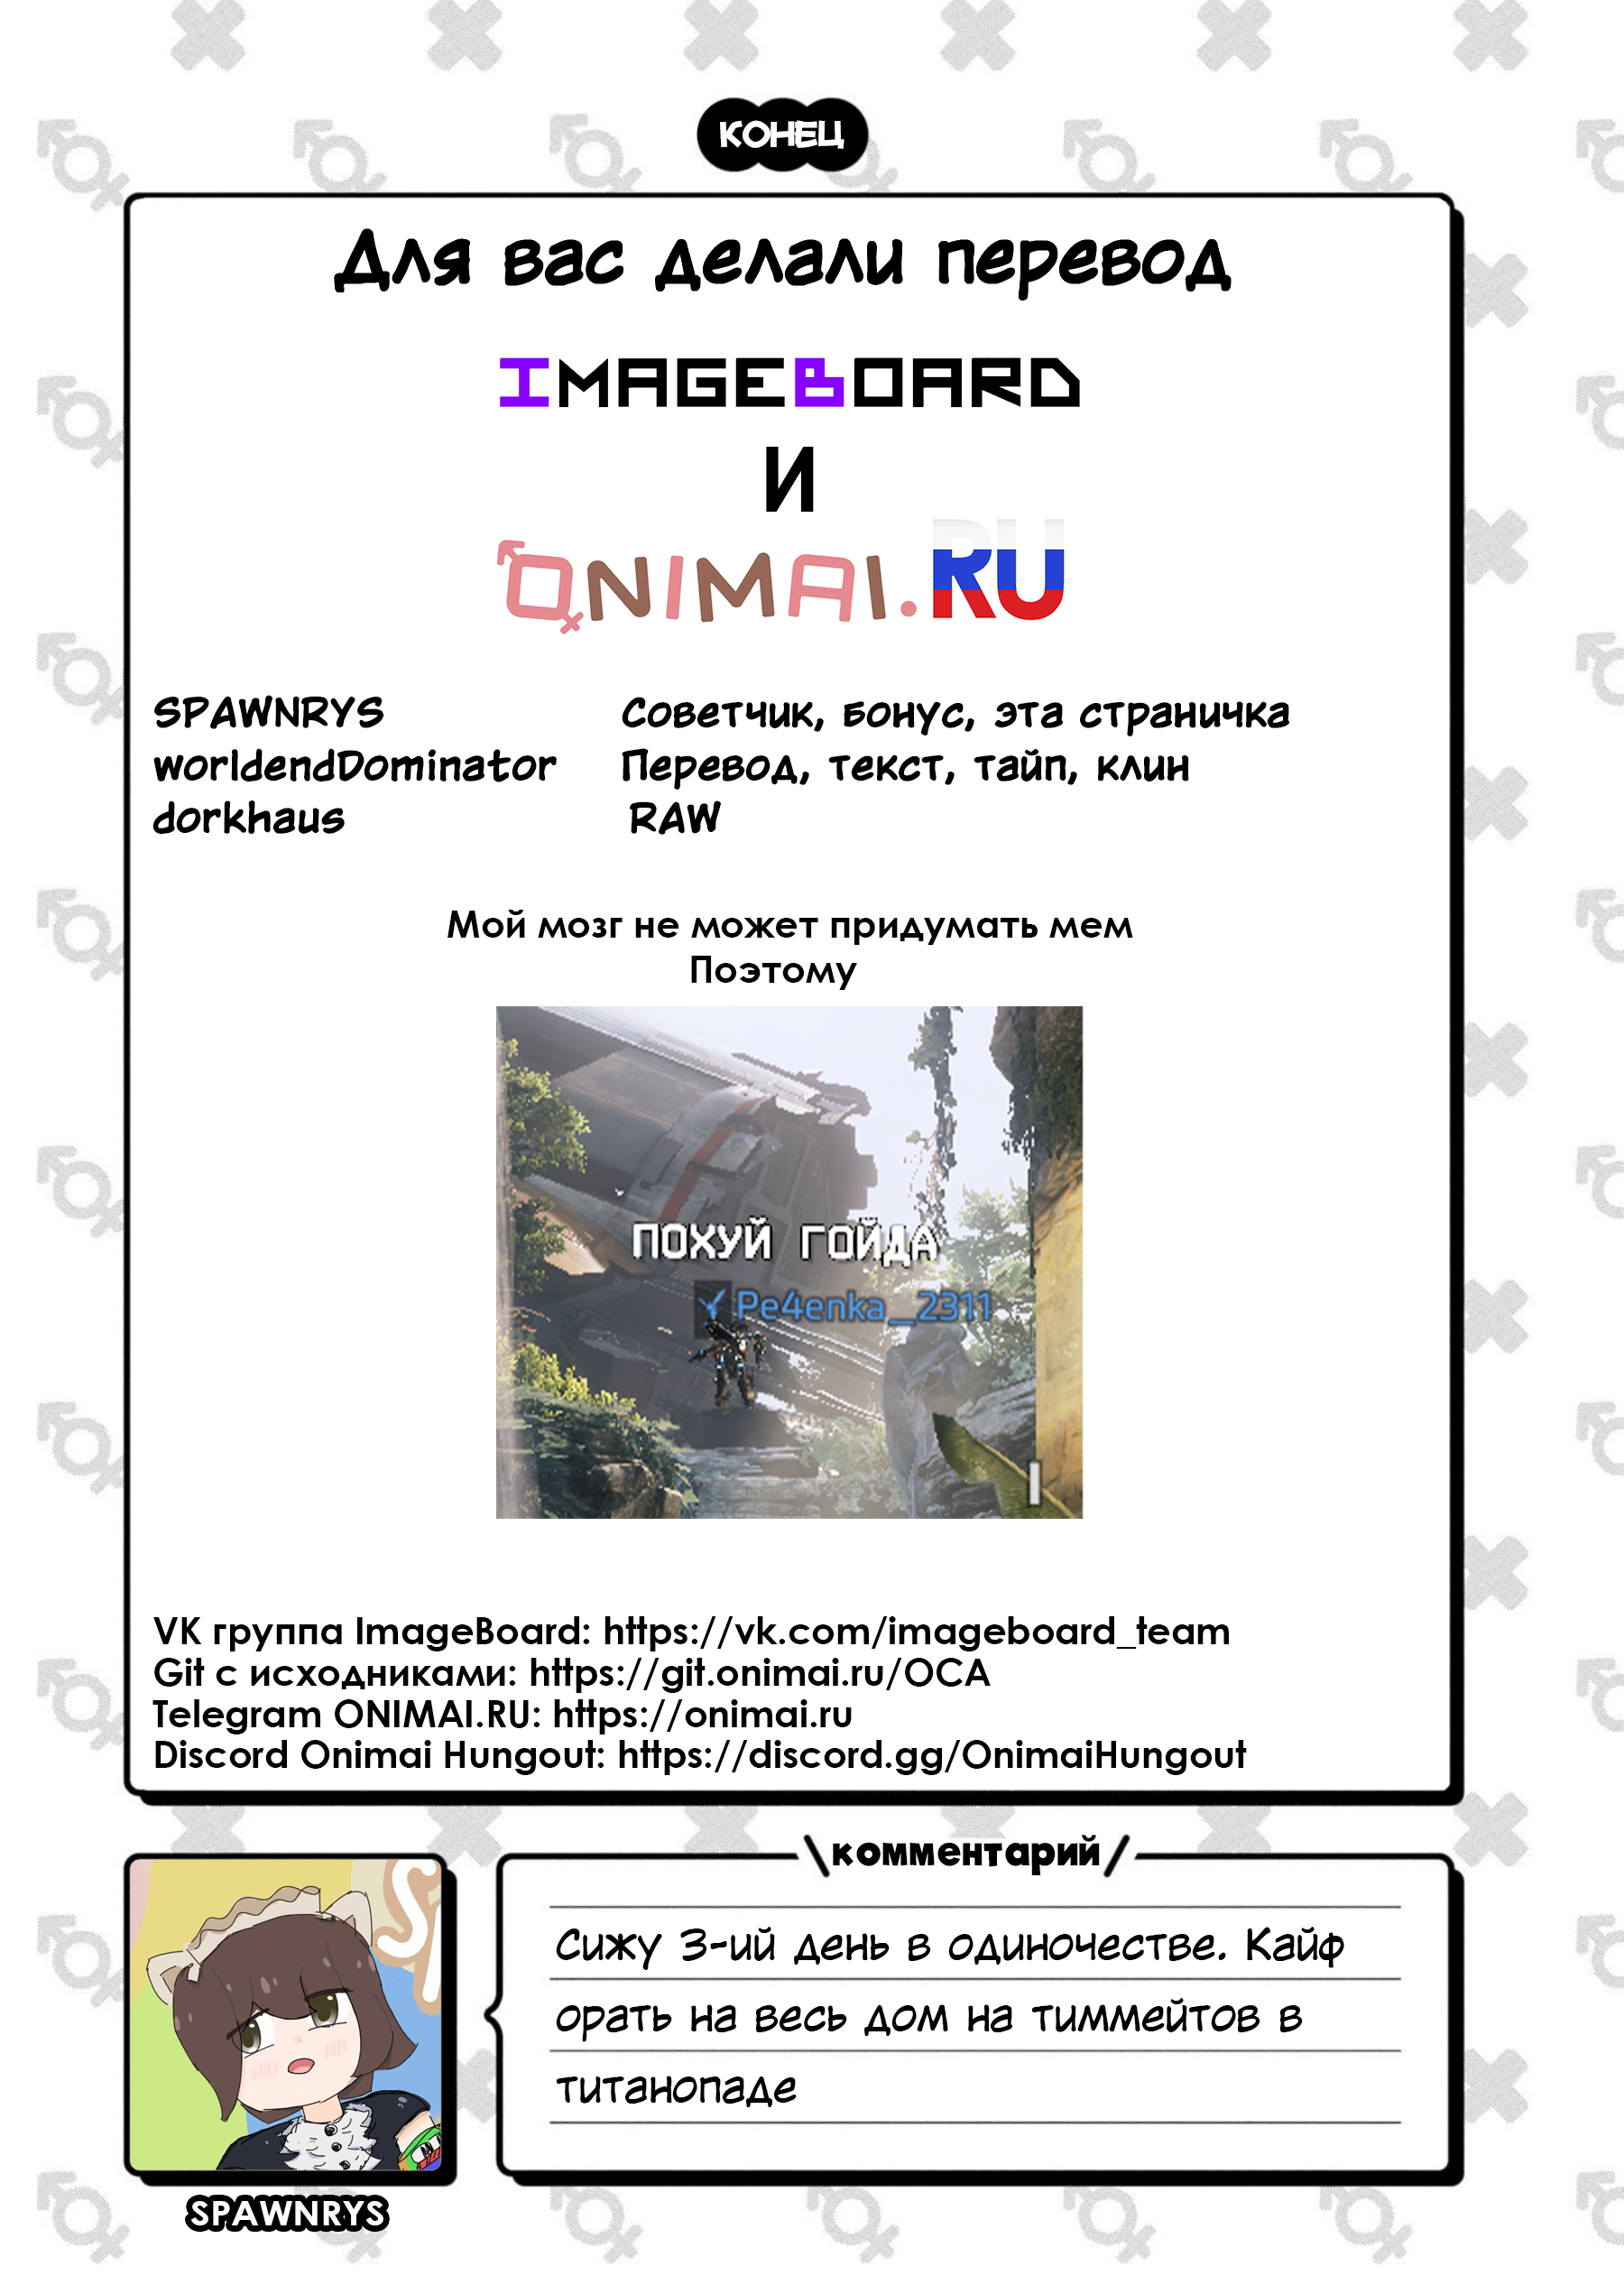 КОНЕЦ
Для вас делали перевод
IMAGEBOARD
И
ONIMAI.RU
SPAWNRYS Советчик, бонус, эта страничка
worldendDominator Перевод, текст, тайп, клин
dorkhaus RAW
Мой мозг не может придумать мем
Поэтому
ПОХУЙ ГОЙДА
Pe4enka_2311
VK группа ImageBoard: https://vk.com/imageboard_team
Git с исходниками: https://git.onimai.ru/OCA
Telegram ONIMAI.RU: https://onimai.ru
Discord Onimai Hungout: https://discord.gg/OnimaiHungout
\комментарий/
Сижу 3-ий день в одиночестве. Кайф
орать на весь дом на тиммейтов в
титанопаде
SPAWNRYS